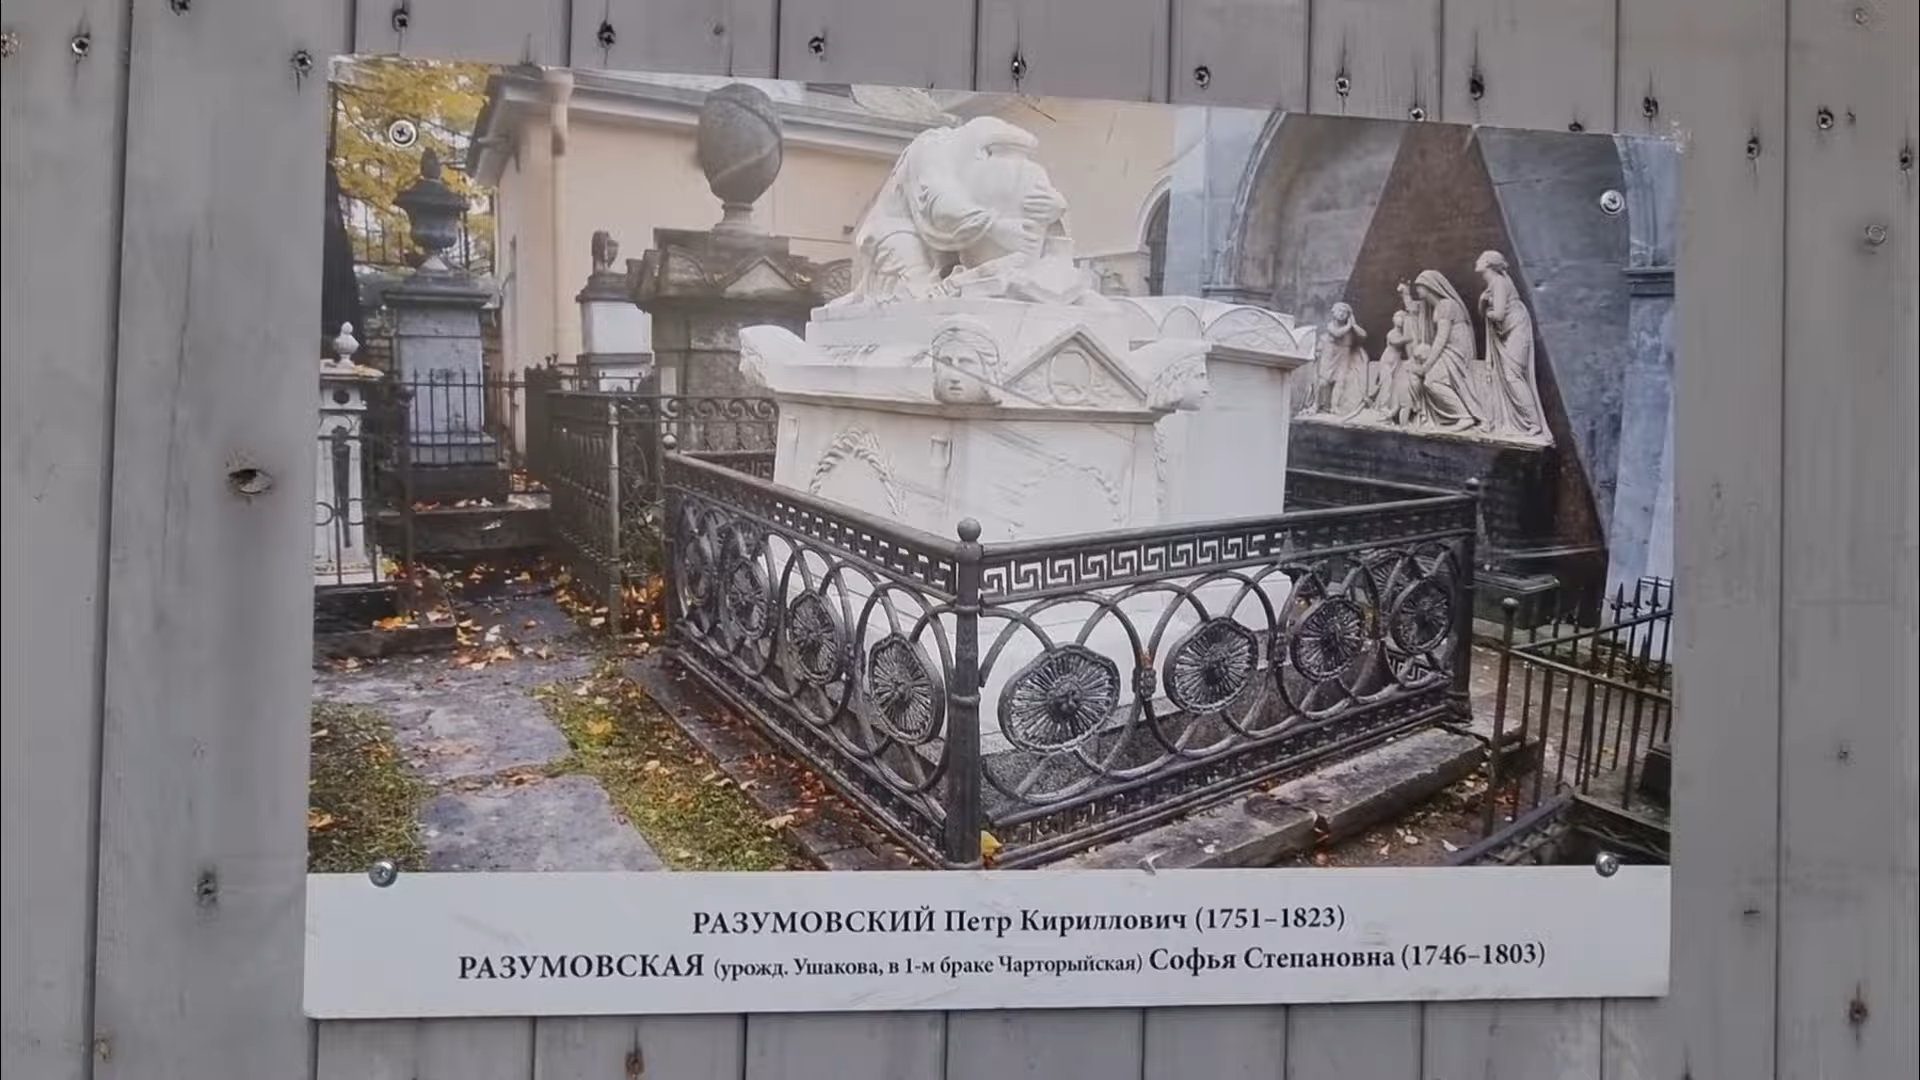 РАЗУМОВСКИЙ Петр Кириллович (1751–1823)
РАЗУМОВСКАЯ (урожд. Ушакова, в 1-м браке Чарторыйская) Софья Степановна (1746–1803)